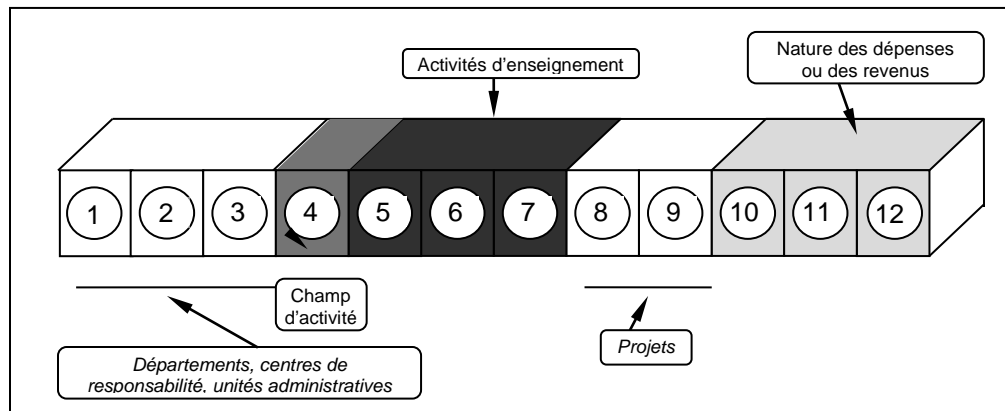 Activités d'enseignement
Nature des dépenses
ou des revenus
1 2 3 4 5 6 7 8 9 10 11 12
Champ
d'activité
Projets
Départements, centres de
responsabilité, unités administratives